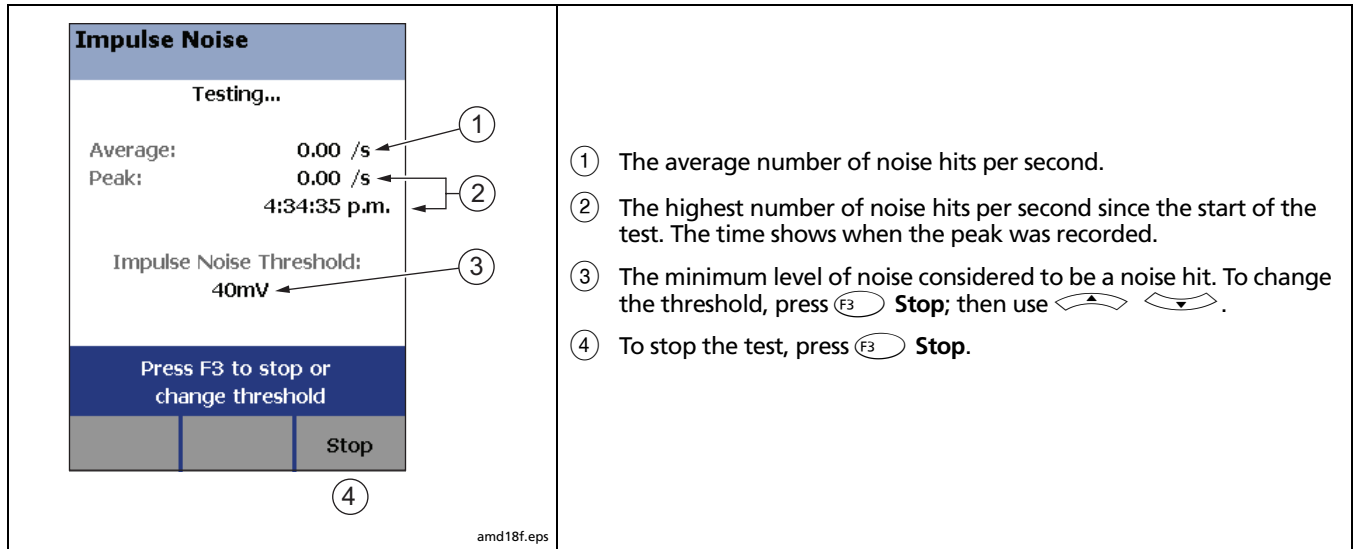 Impulse Noise
Testing...
Average: 0.00 /s
Peak: 0.00 /s
4:34:35 p.m.
Impulse Noise Threshold:
40mV
Press F3 to stop or
change threshold
Stop
1
2
3
4
amd18f.eps
1 The average number of noise hits per second.
2 The highest number of noise hits per second since the start of the
test. The time shows when the peak was recorded.
3 The minimum level of noise considered to be a noise hit. To change
the threshold, press F3 Stop; then use .
4 To stop the test, press F3 Stop.